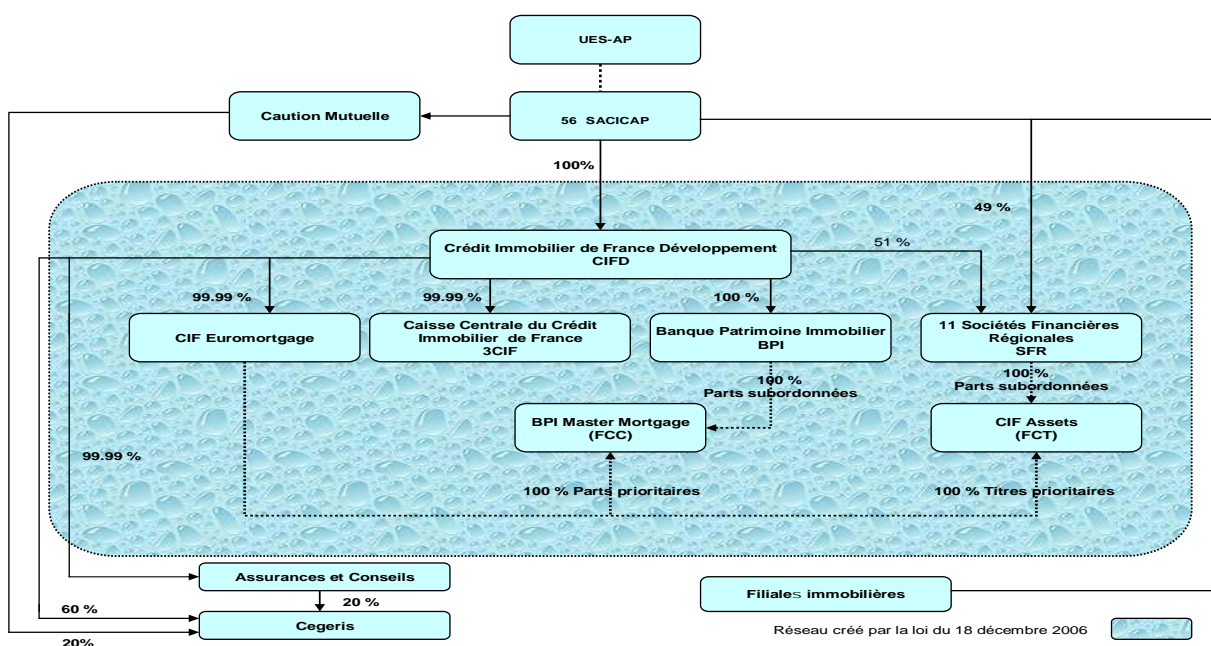 UES-AP
Caution Mutuelle
56 SACICAP
100%
49 %
Crédit Immobilier de France Développement
CIFD
51 %
99.99 %
99.99 %
100 %
CIF Euromortgage
Caisse Centrale du Crédit
Immobilier de France
3CIF
Banque Patrimoine Immobilier
BPI
11 Sociétés Financières
Régionales
SFR
100 %
Parts subordonnées
100 %
Parts subordonnées
BPI Master Mortgage
(FCC)
CIF Assets
(FCT)
99.99 %
100 % Parts prioritaires
100 % Titres prioritaires
Assurances et Conseils
Filiales immobilières
60 %
20 %
Cegeris
20%
Réseau créé par la loi du 18 décembre 2006